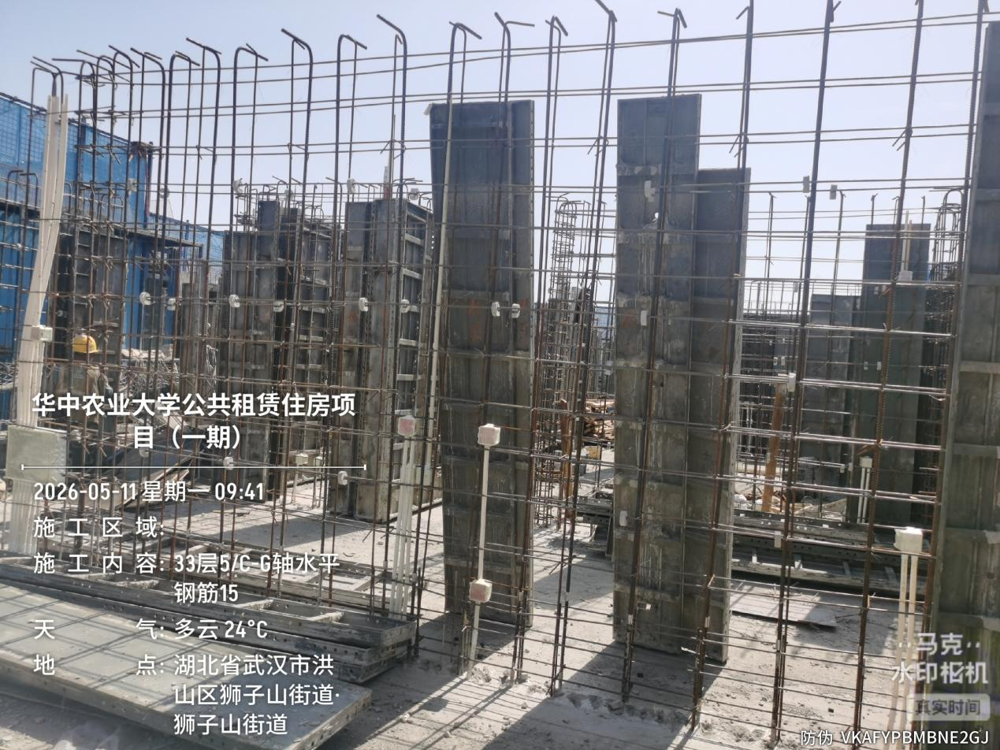 华中农业大学公共租赁住房项
目（一期）
2026-05-11 星期一 09:41
施工区域:
施工内容: 33层5/C-G轴水平
钢筋15
天气: 多云 24°C
地点: 湖北省武汉市洪
山区狮子山街道·
狮子山街道
马克
水印相机
真实时间
防伪 VKAFYPBMBNE2GJ